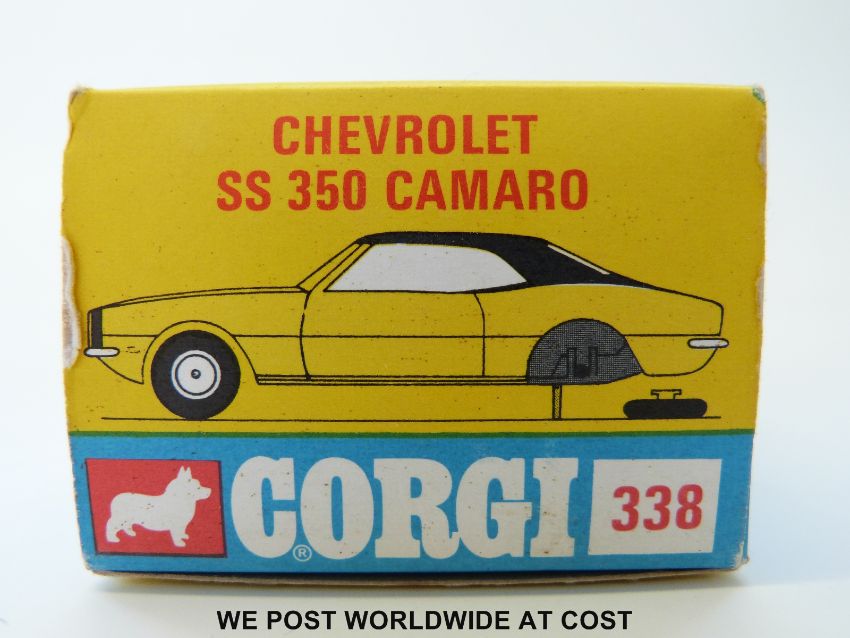 CHEVROLET
SS 350 CAMARO
CORGI ® 338
WE POST WORLDWIDE AT COST